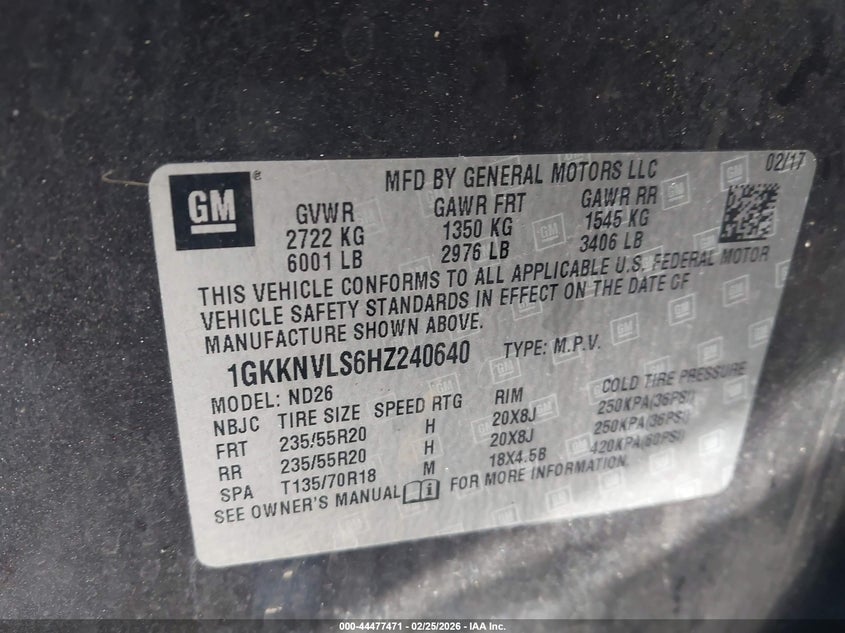 GM ®
MFD BY GENERAL MOTORS LLC
02/17
GVWR GAWR FRT GAWR RR
2722 KG 1350 KG 1545 KG
6001 LB 2976 LB 3406 LB
THIS VEHICLE CONFORMS TO ALL APPLICABLE U.S. FEDERAL MOTOR
VEHICLE SAFETY STANDARDS IN EFFECT ON THE DATE OF
MANUFACTURE SHOWN ABOVE.
1GKKNVLS6HZ240640 TYPE: M.P.V.
MODEL: ND26
NBJC TIRE SIZE SPEED RTG RIM COLD TIRE PRESSURE
FRT 235/55R20 H 20X8J 250KPA(36PSI)
RR 235/55R20 H 20X8J 250KPA(36PSI)
SPA T135/70R18 M 18X4.5B 420KPA(60PSI)
SEE OWNER'S MANUAL FOR MORE INFORMATION.
000-44477471 - 02/25/2026 - IAA Inc.